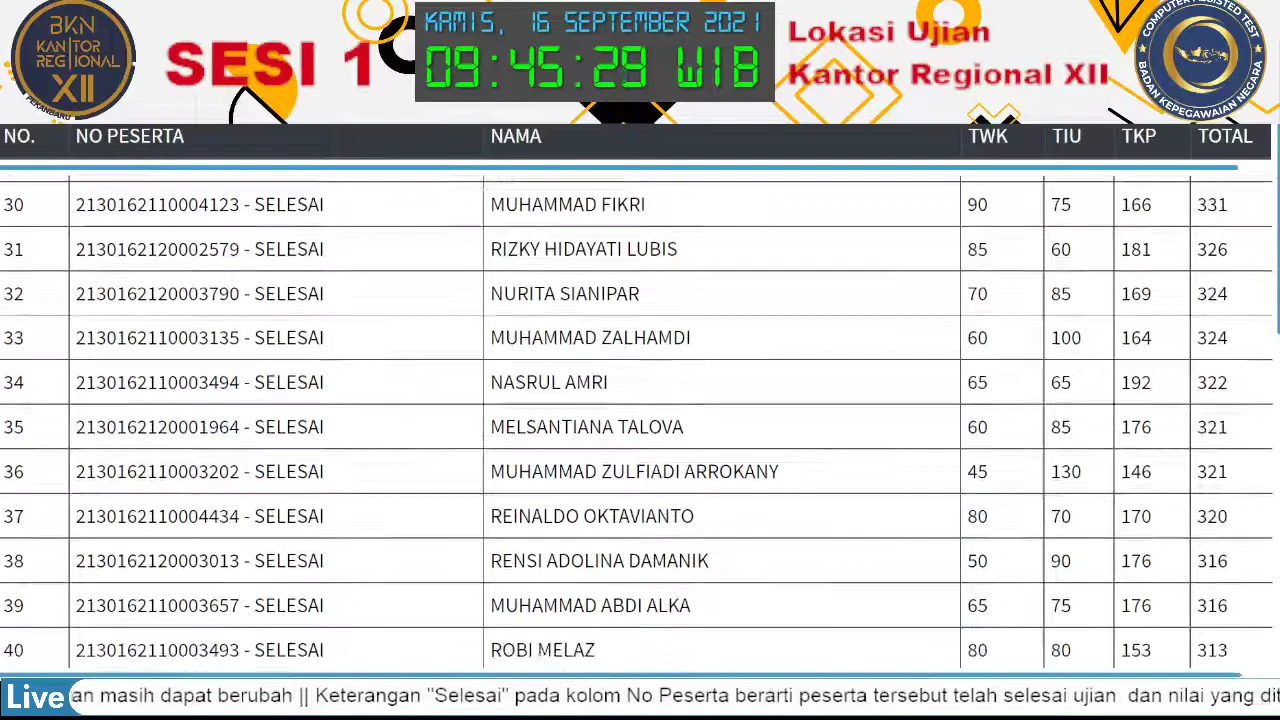 BKN
KANTOR
REGIONAL
XII
PEKANBARU
SESI 1
KAMIS, 16 SEPTEMBER 2021
09:45:29 WIB
Lokasi Ujian
Kantor Regional XII
COMPUTER ASSISTED TEST
BADAN KEPEGAWAIAN NEGARA
NO. NO PESERTA NAMA TWK TIU TKP TOTAL
30 2130162110004123 - SELESAI MUHAMMAD FIKRI 90 75 166 331
31 2130162120002579 - SELESAI RIZKY HIDAYATI LUBIS 85 60 181 326
32 2130162120003790 - SELESAI NURITA SIANIPAR 70 85 169 324
33 2130162110003135 - SELESAI MUHAMMAD ZALHAMDI 60 100 164 324
34 2130162110003494 - SELESAI NASRUL AMRI 65 65 192 322
35 2130162120001964 - SELESAI MELSANTIANA TALOVA 60 85 176 321
36 2130162110003202 - SELESAI MUHAMMAD ZULFIADI ARROKANY 45 130 146 321
37 2130162110004434 - SELESAI REINALDO OKTAVIANTO 80 70 170 320
38 2130162120003013 - SELESAI RENSI ADOLINA DAMANIK 50 90 176 316
39 2130162110003657 - SELESAI MUHAMMAD ABDI ALKA 65 75 176 316
40 2130162110003493 - SELESAI ROBI MELAZ 80 80 153 313
Live an masih dapat berubah || Keterangan "Selesai" pada kolom No Peserta berarti peserta tersebut telah selesai ujian dan nilai yang dit